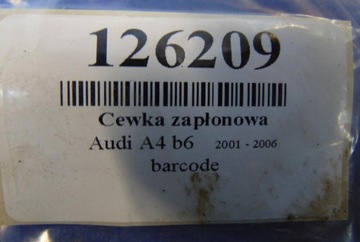 126209
Cewka zapłonowa
Audi A4 b6 2001 - 2006
barcode